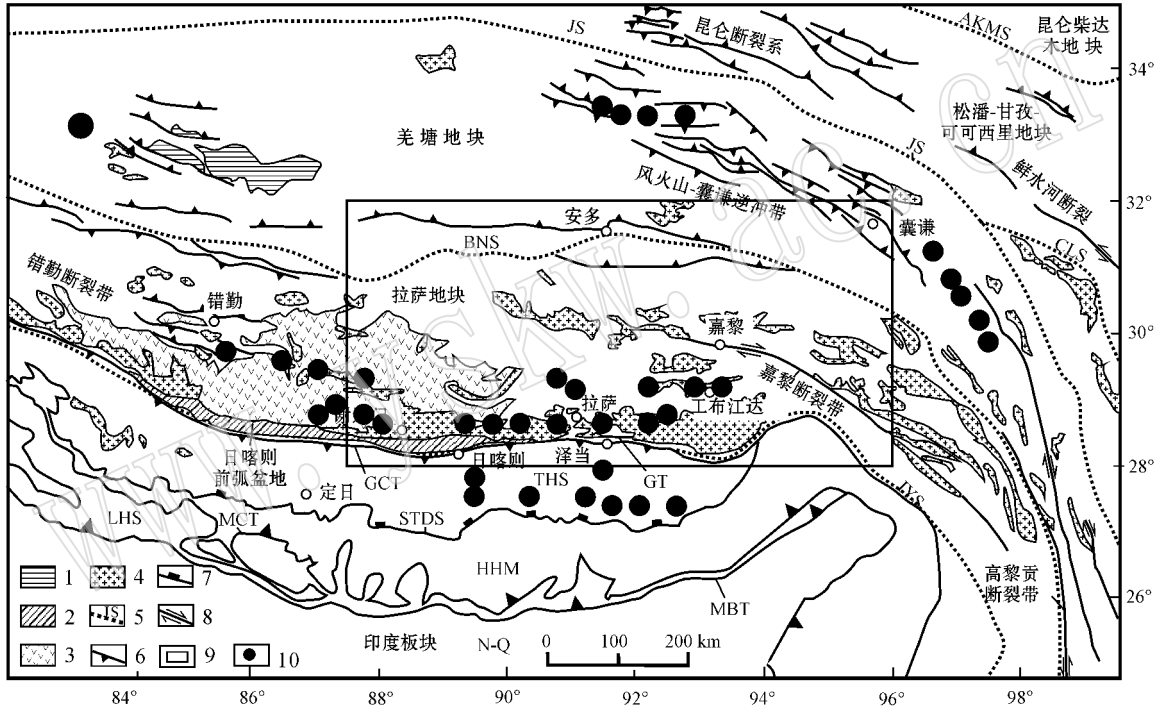 JS
昆仑断裂系
AKMS
昆仑柴达
木地块
34°
松潘-甘孜-
可可西里地块
羌塘地块
JS
鲜水河断裂
风火山-囊谦逆冲带
32°
安多
囊谦
BNS
CLS
错勤断裂带
错勤
拉萨地块
嘉黎
30°
嘉黎断裂带
拉萨
工布江达
日喀则
前弧盆地
日喀则
泽当
28°
GCT
THS
GT
定日
JYS
LHS
MCT
STDS
HHM
MBT
高黎贡
断裂带
26°
1
4
7
2
JS
5
8
3
6
9
10
印度板块
N-Q
0
100
200 km
84°
86°
88°
90°
92°
94°
96°
98°
www.ysxw.ac.cn